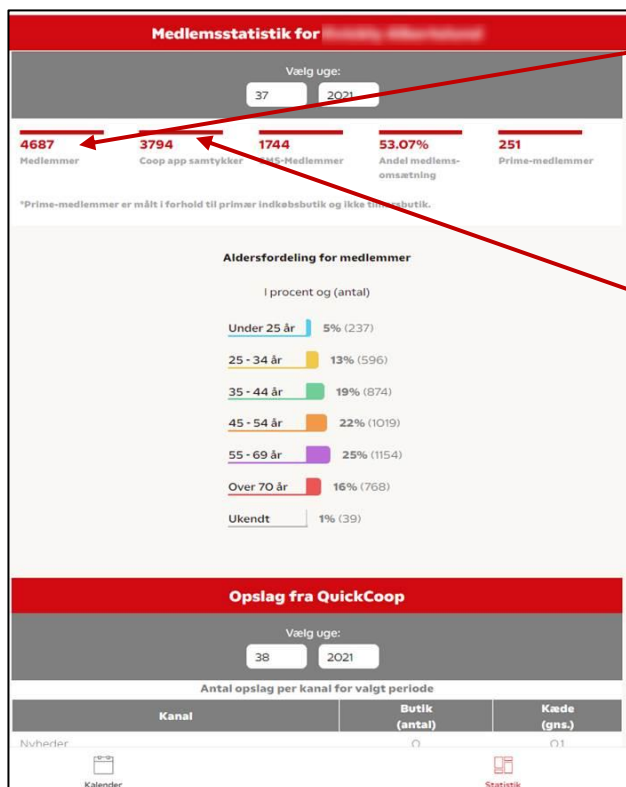 Medlemsstatistik for
Vælg uge:
37 2021
4687 3794 1744 53.07% 251
Medlemmer Coop app samtykker SMS-Medlemmer Andel medlems- Prime-medlemmer
omsætning
*Prime-medlemmer er målt i forhold til primær indkøbsbutik og ikke timersbutik.
Aldersfordeling for medlemmer
I procent og (antal)
Under 25 år 5% (237)
25 - 34 år 13% (596)
35 - 44 år 19% (874)
45 - 54 år 22% (1019)
55 - 69 år 25% (1154)
Over 70 år 16% (768)
Ukendt 1% (39)
Opslag fra QuickCoop
Vælg uge:
38 2021
Antal opslag per kanal for valgt periode
Kanal Butik Kæde
(antal) (gns.)
Nyheder 0 0.1
Kalender Statistik